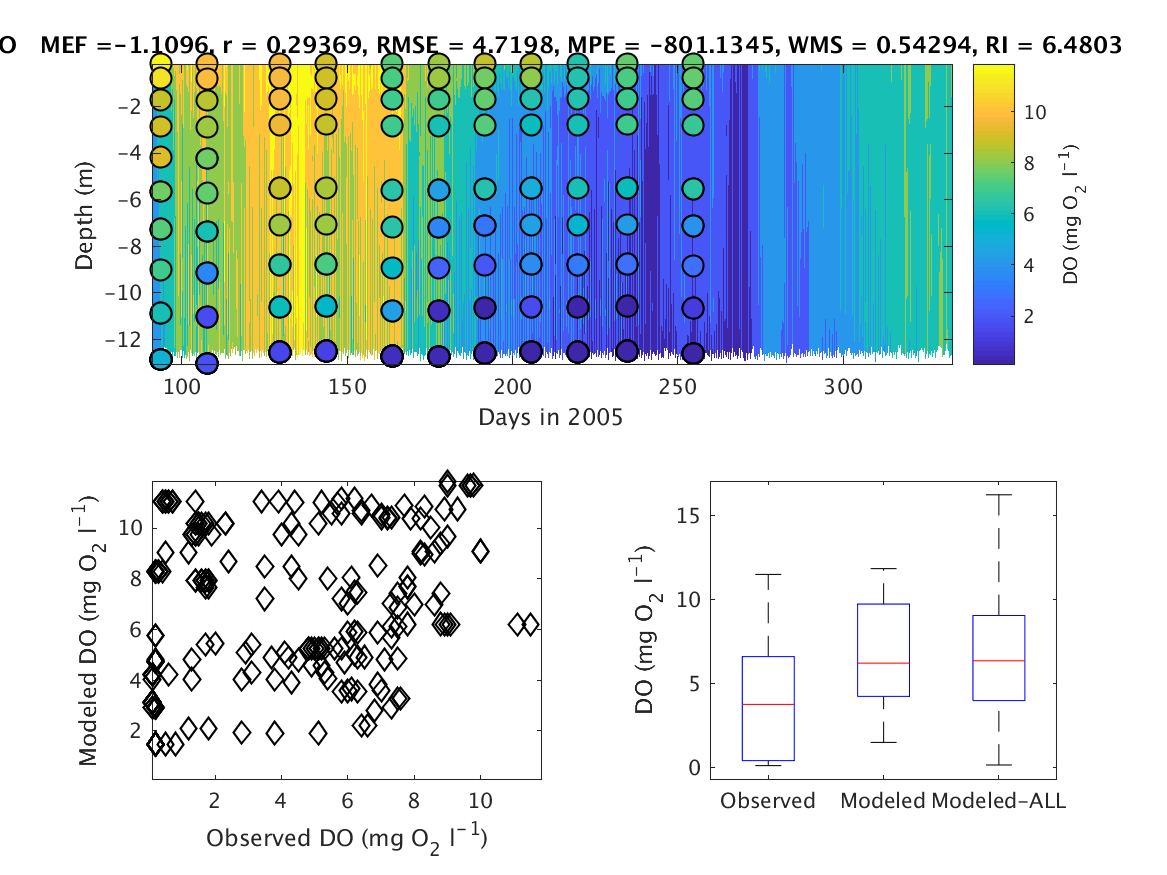 O MEF =-1.1096, r = 0.29369, RMSE = 4.7198, MPE = -801.1345, WMS = 0.54294, RI = 6.4803
-2
-4
-6
-8
-10
-12
Depth (m)
100 150 200 250 300
Days in 2005
10
8
6
4
2
DO (mg O2 l-1)
10
8
6
4
2
Modeled DO (mg O2 l-1)
2 4 6 8 10
Observed DO (mg O2 l-1)
15
10
5
0
DO (mg O2 l-1)
Observed Modeled Modeled-ALL